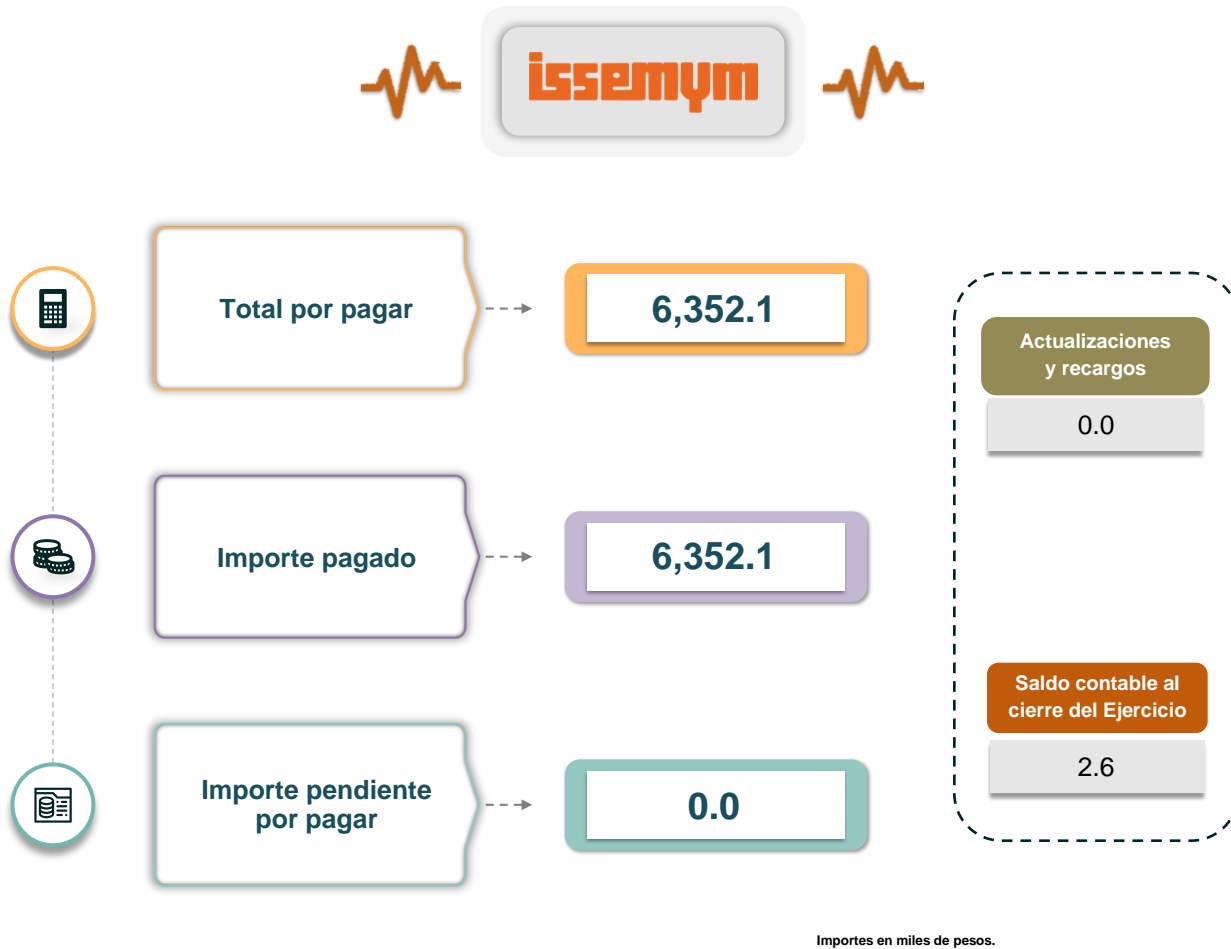 issemym
Total por pagar
6,352.1
Actualizaciones
y recargos
0.0
Importe pagado
6,352.1
Saldo contable al
cierre del Ejercicio
2.6
Importe pendiente
por pagar
0.0
Importes en miles de pesos.